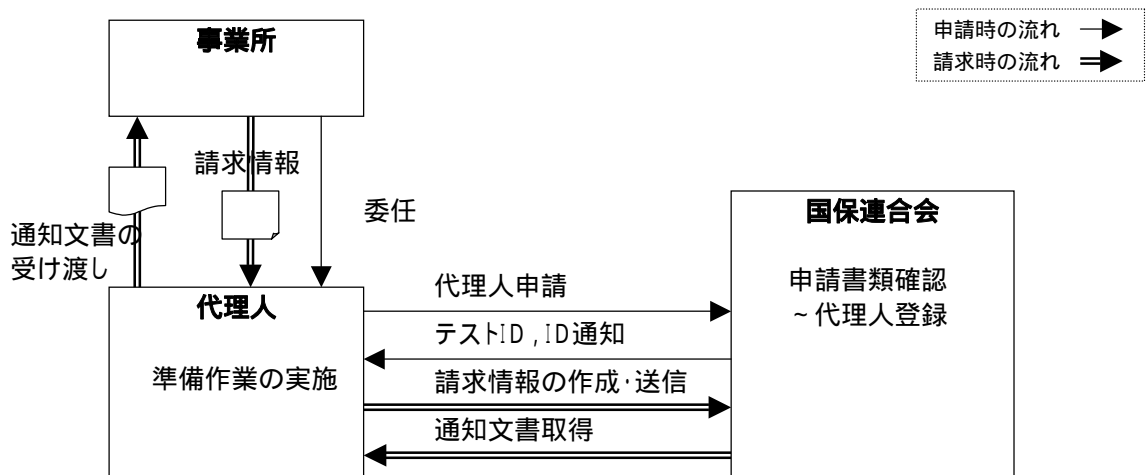 事業所
申請時の流れ
請求時の流れ
請求情報
委任
通知文書の
受け渡し
国保連合会
申請書類確認
~代理人登録
代理人
準備作業の実施
代理人申請
テストID,ID通知
請求情報の作成･送信
通知文書取得